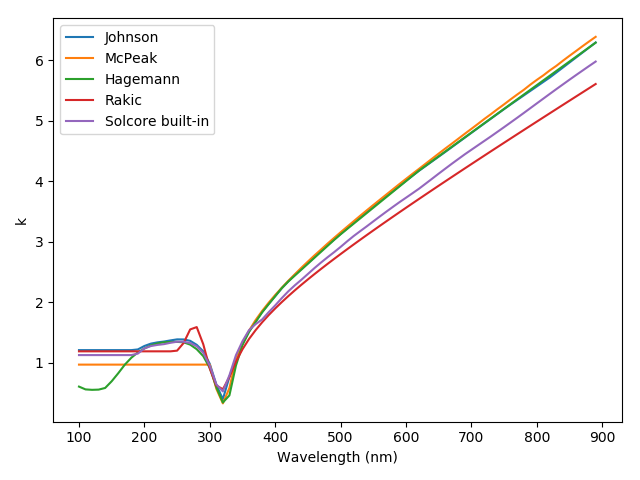 Johnson
McPeak
Hagemann
Rakic
Solcore built-in
k
6
5
4
3
2
1
100 200 300 400 500 600 700 800 900
Wavelength (nm)